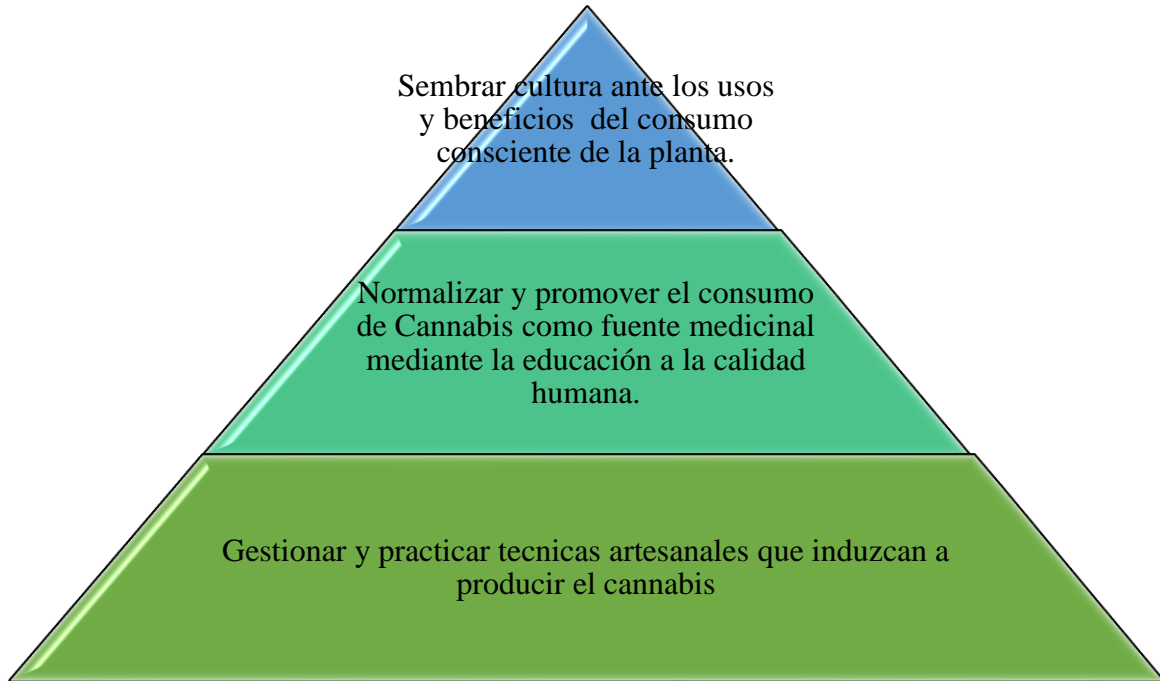 Sembrar cultura ante los usos
y beneficios  del consumo
consciente de la planta.
Normalizar y promover el consumo
de Cannabis como fuente medicinal
mediante la educación a la calidad
humana.
Gestionar y practicar tecnicas artesanales que induzcan a
producir el cannabis